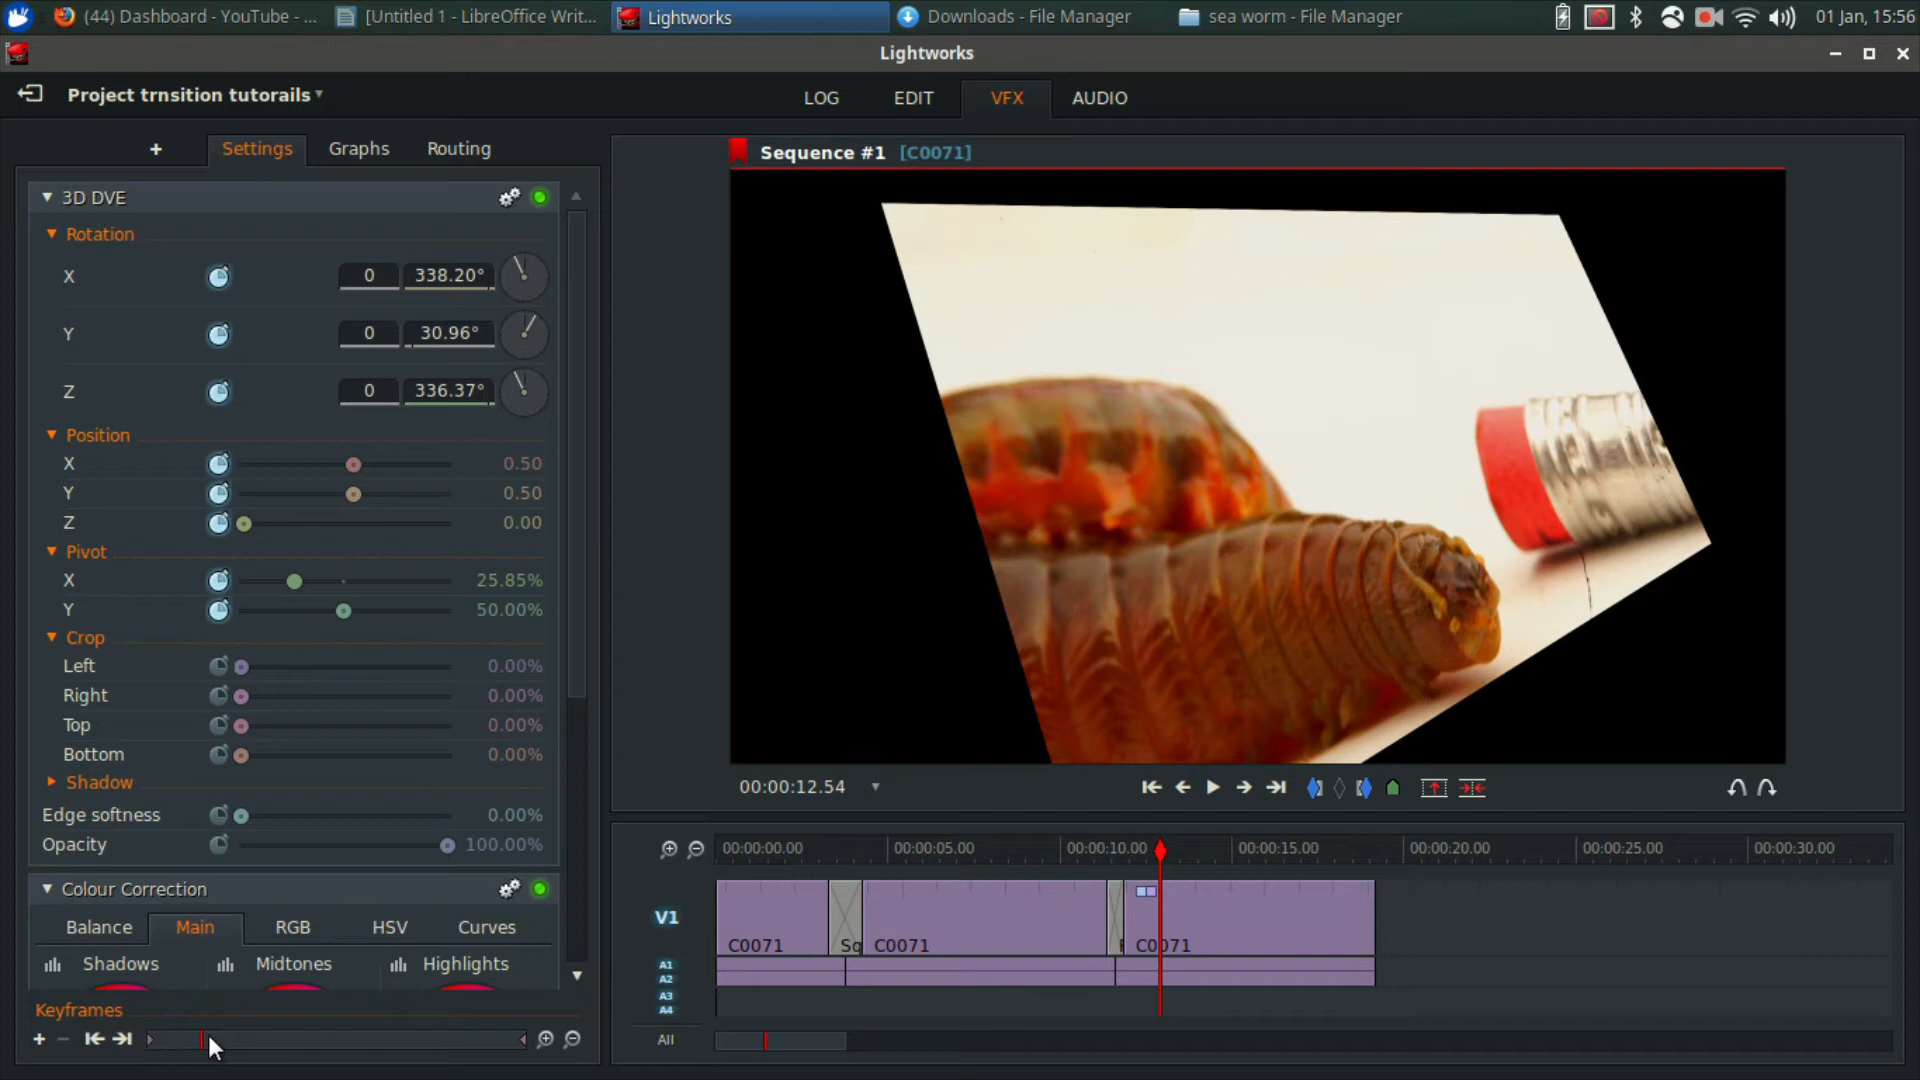 (44) Dashboard - YouTube - ...
[Untitled 1 - LibreOffice Writ...
Lightworks
Downloads - File Manager
sea worm - File Manager
01 Jan, 15:56
Lightworks
Project trnsition tutorails
LOG
EDIT
VFX
AUDIO
+
Settings
Graphs
Routing
Sequence #1 [C0071]
3D DVE
Rotation
X 0 338.20°
Y 0 30.96°
Z 0 336.37°
Position
X 0.50
Y 0.50
Z 0.00
Pivot
X 25.85%
Y 50.00%
Crop
Left 0.00%
Right 0.00%
Top 0.00%
Bottom 0.00%
Shadow
Edge softness 0.00%
Opacity 100.00%
Colour Correction
Balance
Main
RGB
HSV
Curves
Shadows
Midtones
Highlights
Keyframes
00:00:12.54
00:00:00.00
00:00:05.00
00:00:10.00
00:00:15.00
00:00:20.00
00:00:25.00
00:00:30.00
V1
C0071
Sq
C0071
C0071
A1
A2
A3
A4
All